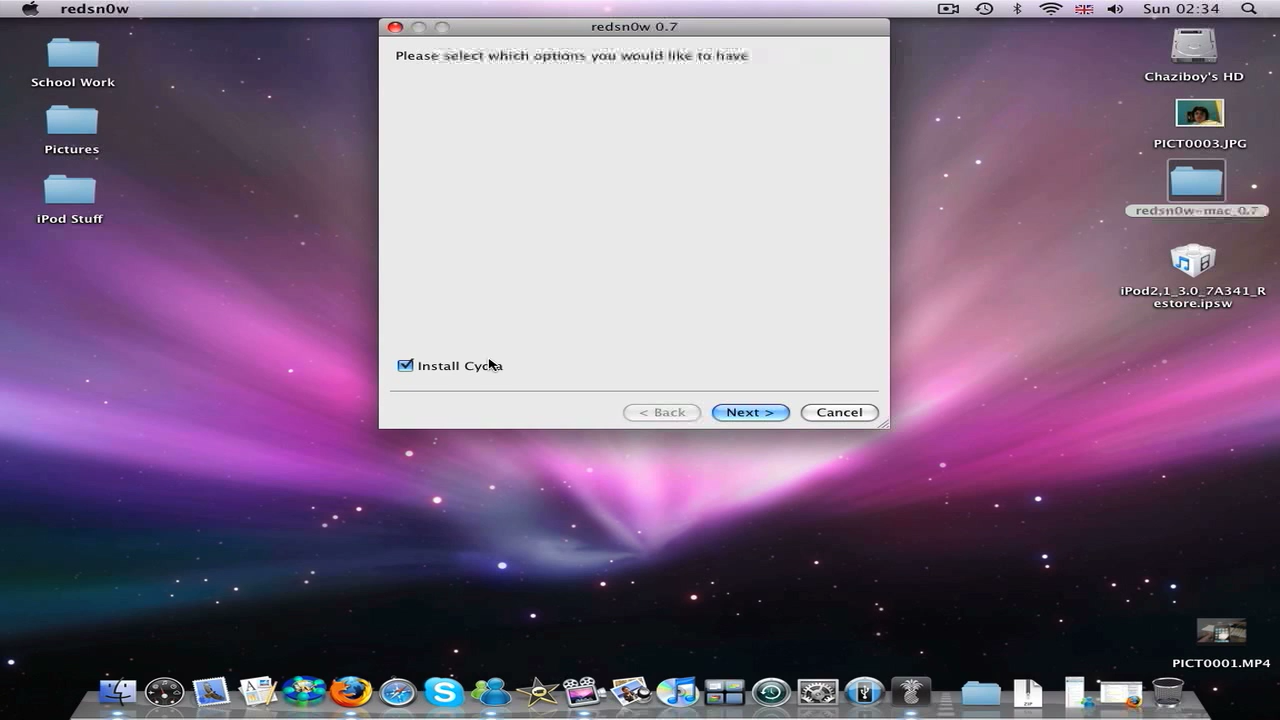 redsn0w
Sun 02:34
redsn0w 0.7
Please select which options you would like to have
Install Cydia
< Back
Next >
Cancel
School Work
Pictures
iPod Stuff
Chaziboy's HD
PICT0003.JPG
redsn0w-mac_0.7
iPod2,1_3.0_7A341_R
estore.ipsw
PICT0001.MP4
ZIP